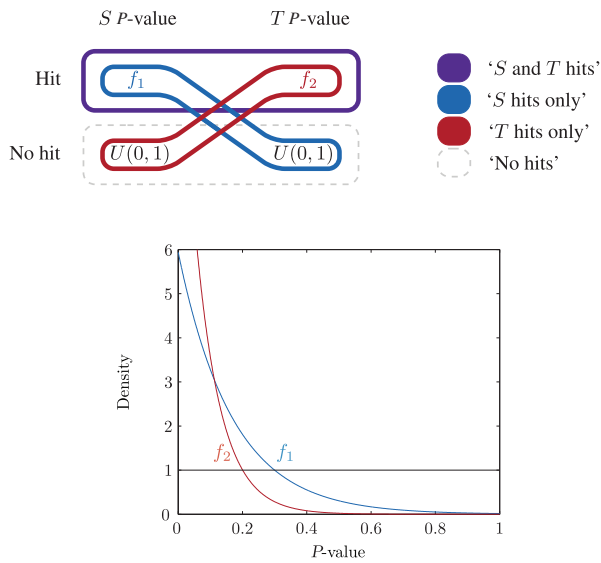 S P-value T P-value
Hit f₁ f₂
No hit U(0, 1) U(0, 1)
‘S and T hits’
‘S hits only’
‘T hits only’
‘No hits’
6
5
4
3
2
1
0
Density
f₂ f₁
0 0.2 0.4 0.6 0.8 1
P-value